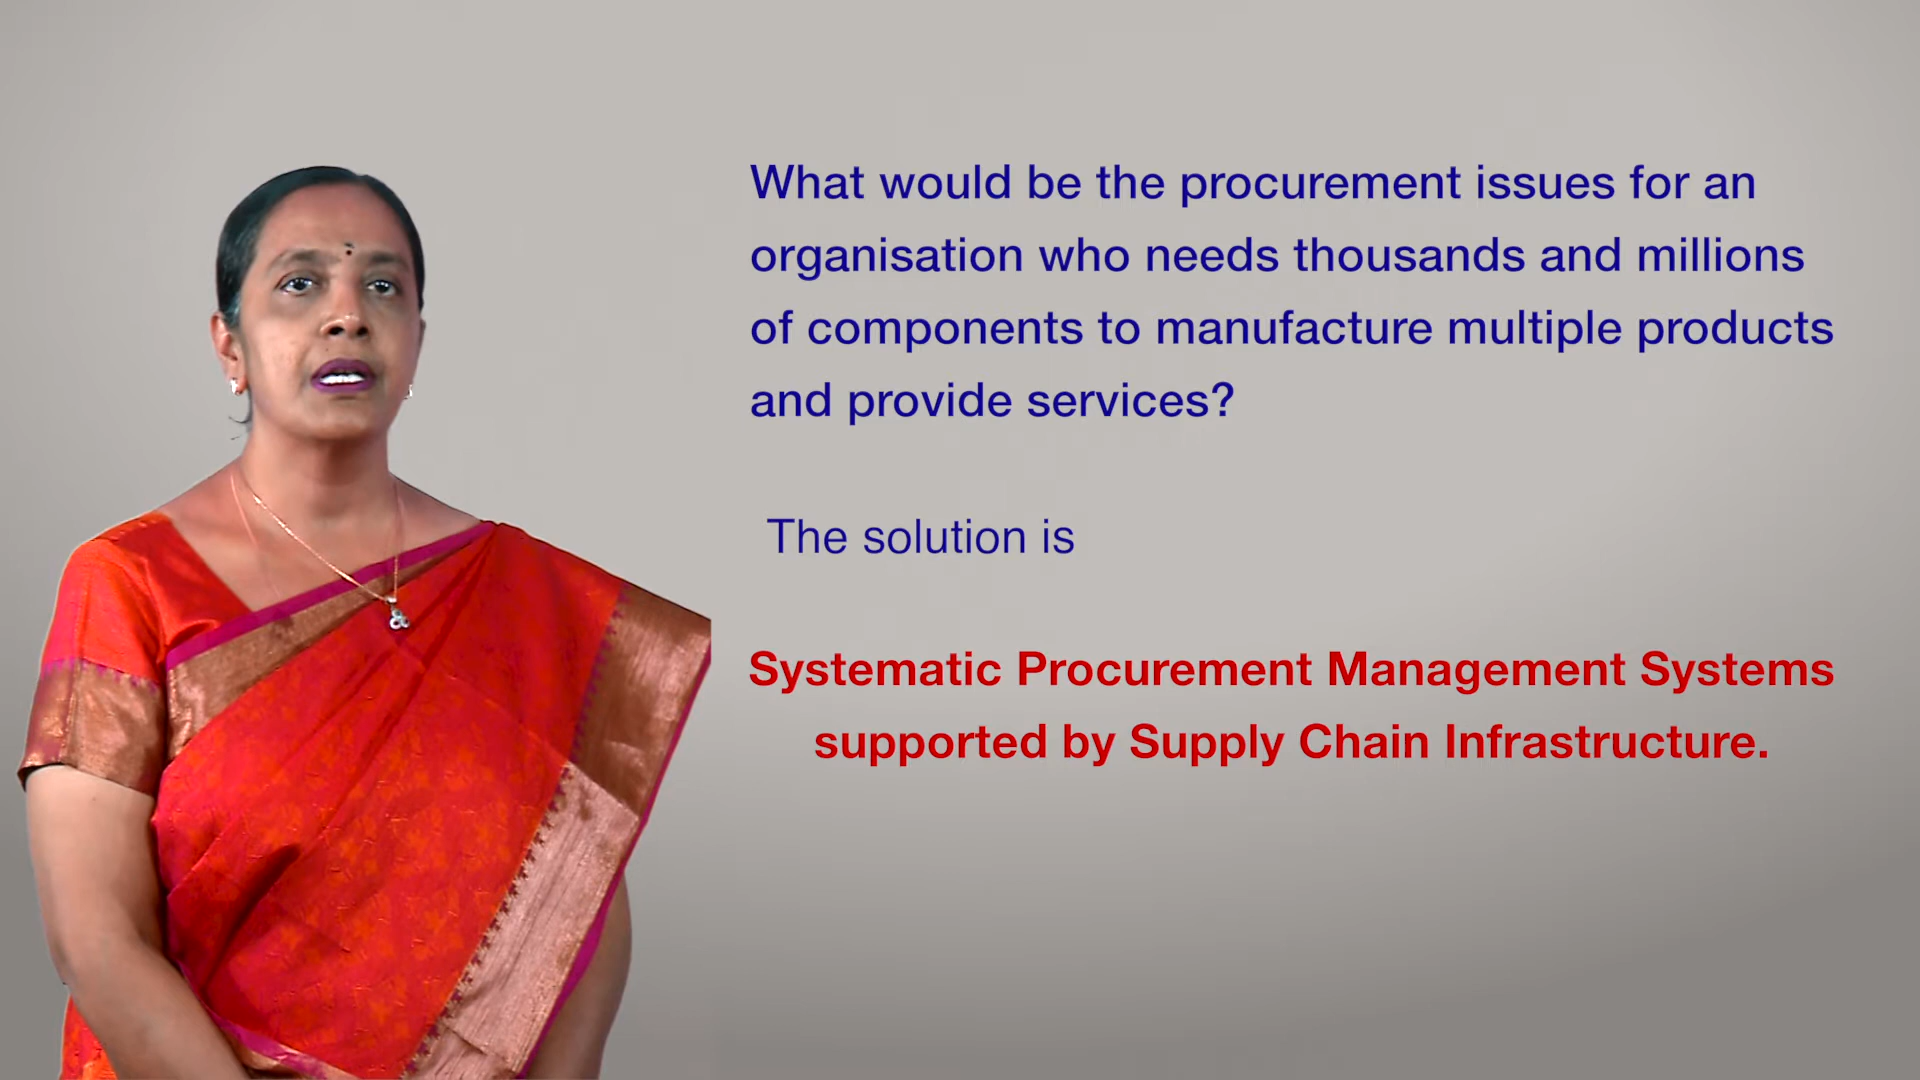 What would be the procurement issues for an
organisation who needs thousands and millions
of components to manufacture multiple products
and provide services?
The solution is
Systematic Procurement Management Systems
supported by Supply Chain Infrastructure.